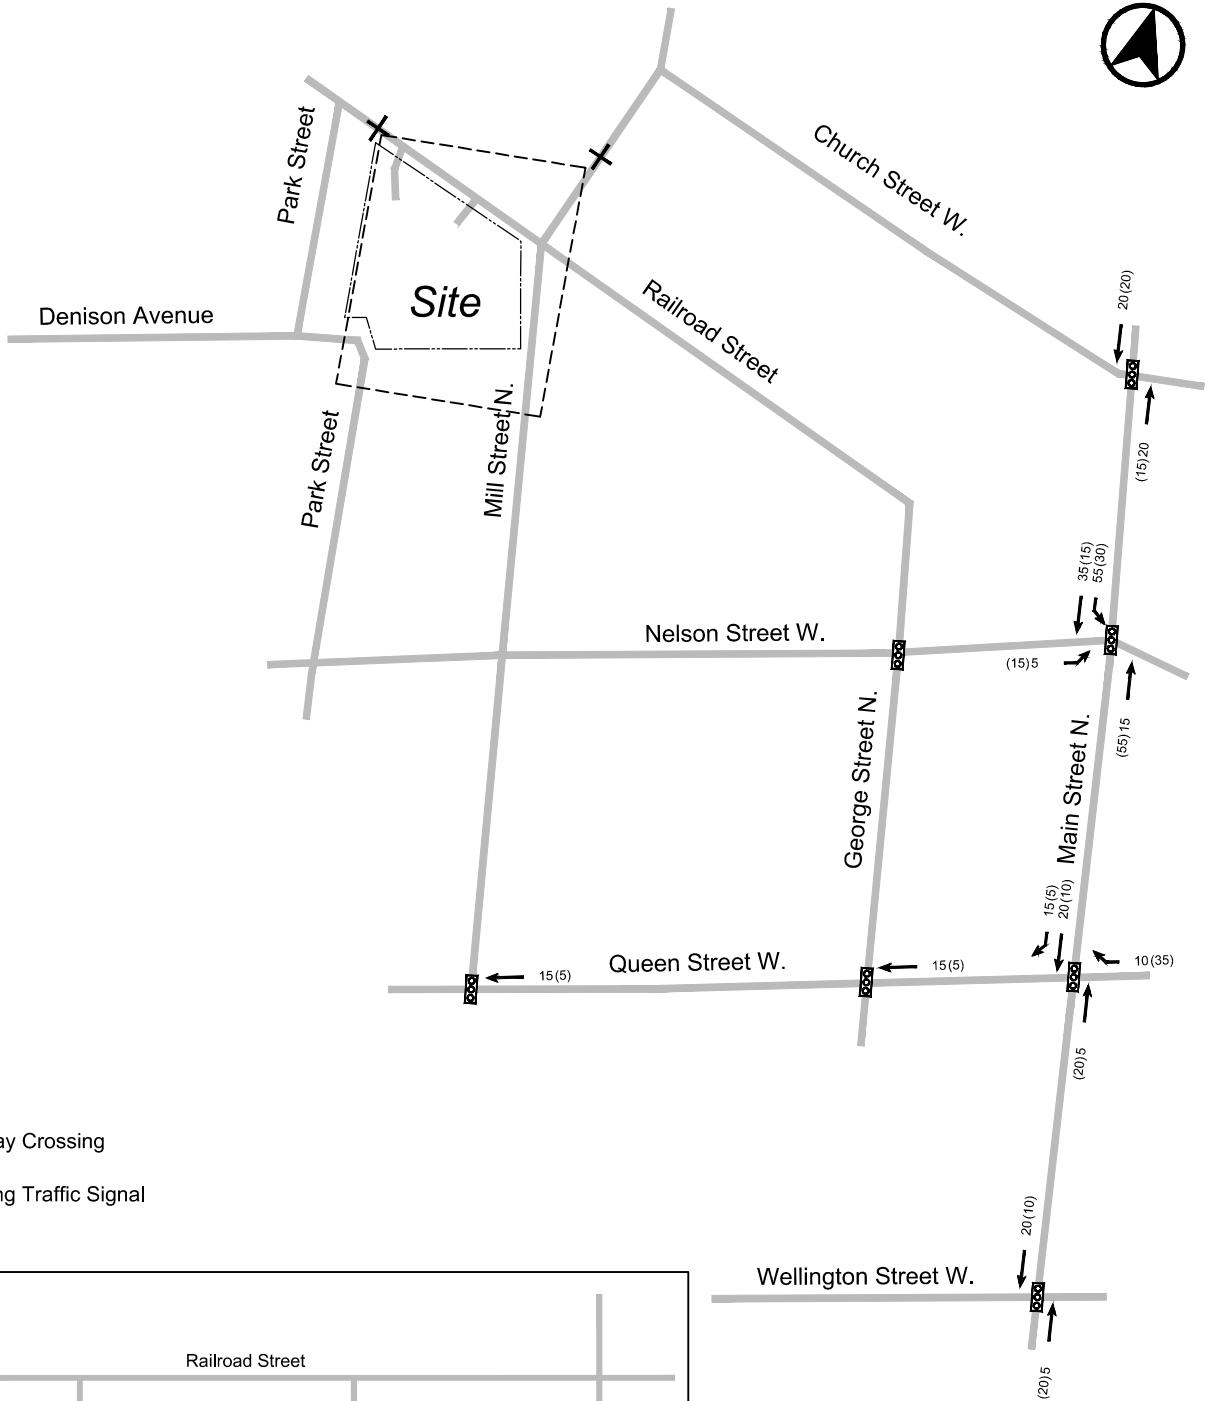 Church Street W.
Park Street
20(20)
Railroad Street
Site
Denison Avenue
Mill Street N.
Park Street
(15)20
35(15)
55(30)
Nelson Street W.
(15)5
(55)15
George Street N.
Main Street N.
15(5)
20(10)
Queen Street W.
15(5)
15(5)
10(35)
(20)5
ay Crossing
ng Traffic Signal
20(10)
Wellington Street W.
Railroad Street
(20)5